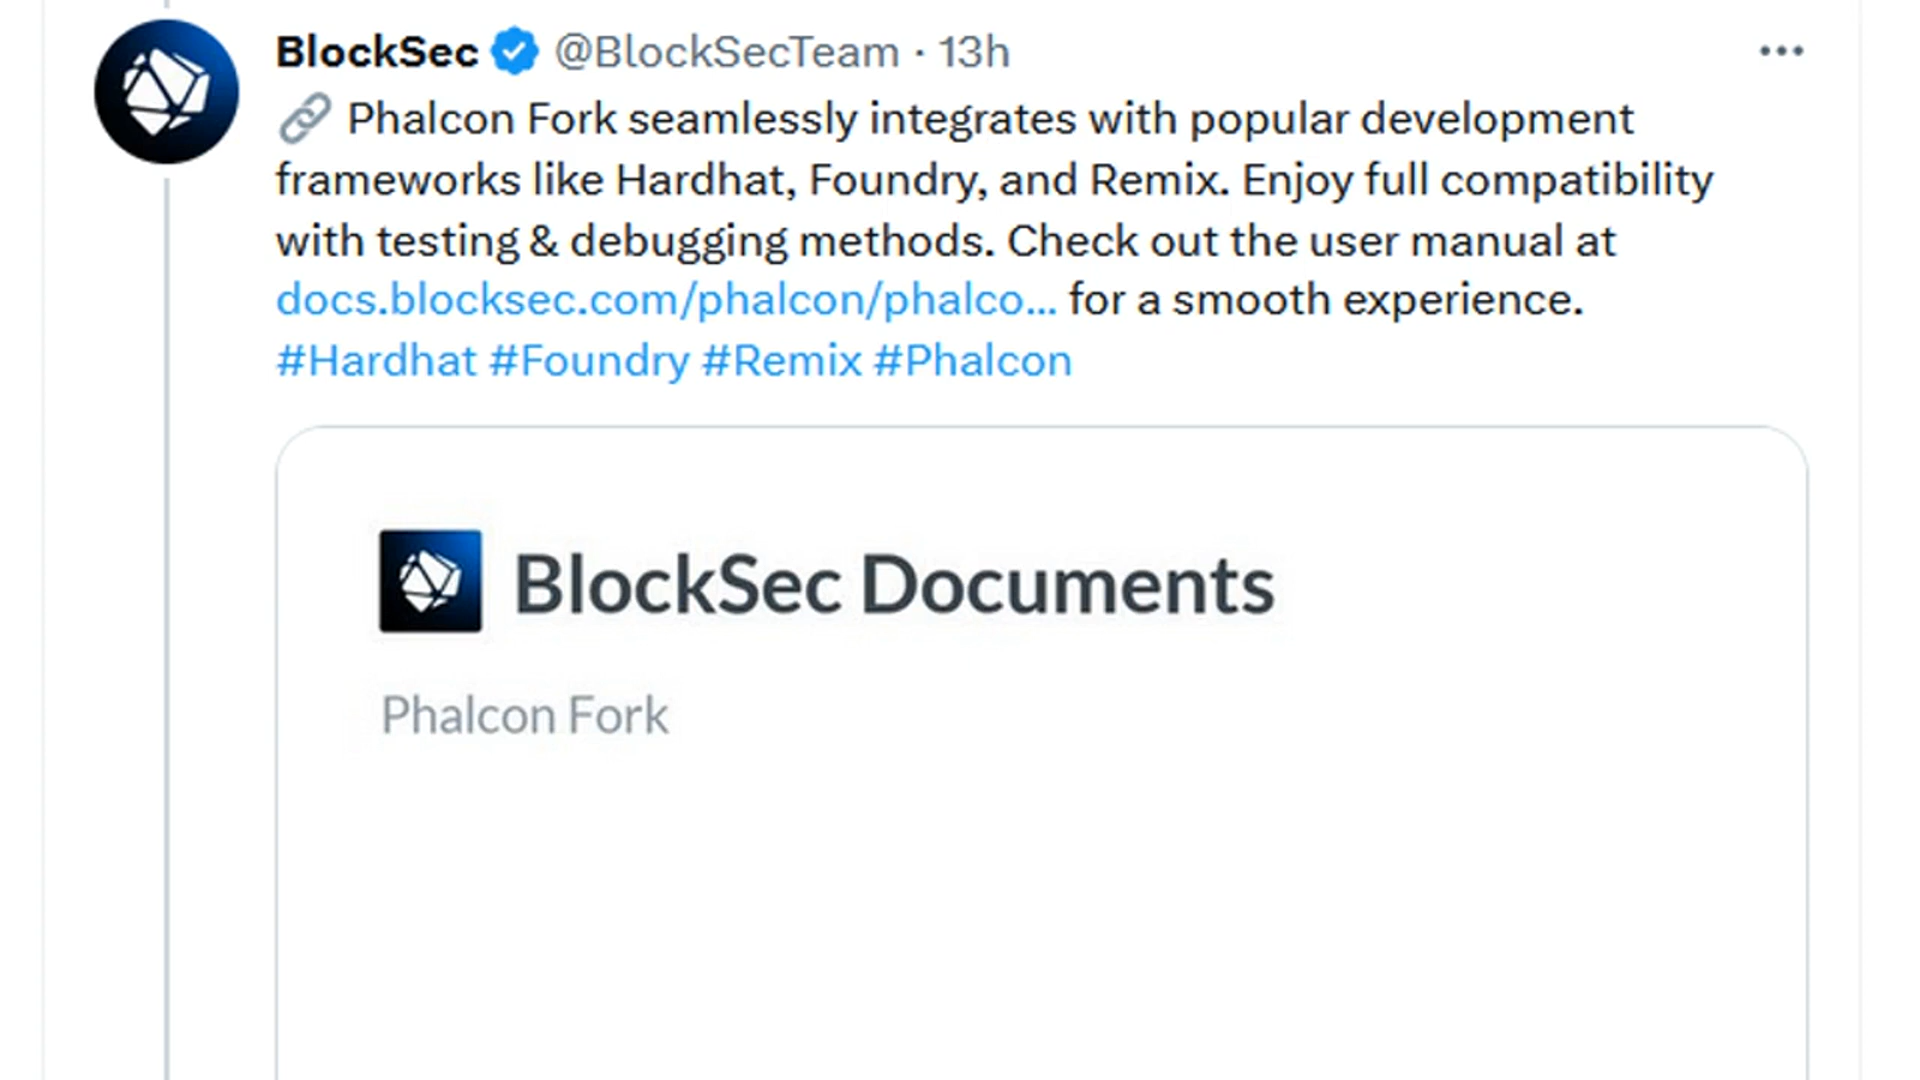 BlockSec @BlockSecTeam · 13h
🔗 Phalcon Fork seamlessly integrates with popular development
frameworks like Hardhat, Foundry, and Remix. Enjoy full compatibility
with testing & debugging methods. Check out the user manual at
docs.blocksec.com/phalcon/phalco... for a smooth experience.
#Hardhat #Foundry #Remix #Phalcon
BlockSec Documents
Phalcon Fork